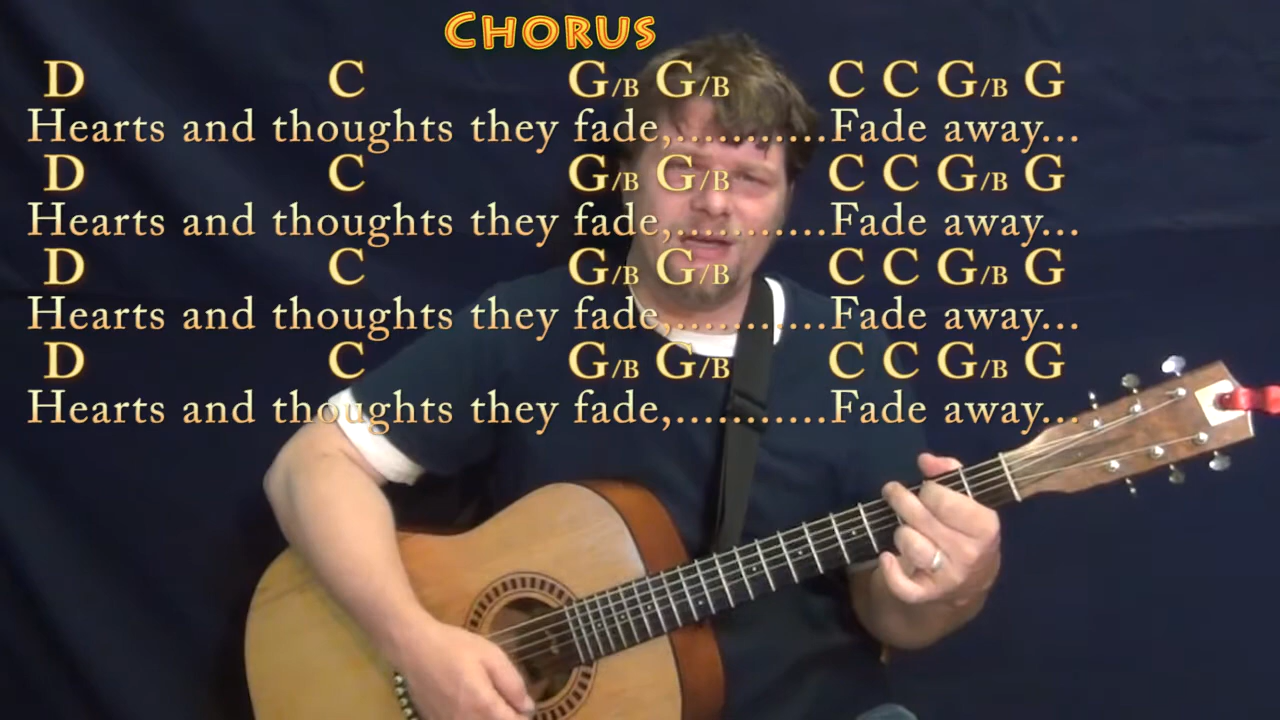 CHORUS
D C G/B G/B C C G/B G
Hearts and thoughts they fade,...........Fade away...
D C G/B G/B C C G/B G
Hearts and thoughts they fade,...........Fade away...
D C G/B G/B C C G/B G
Hearts and thoughts they fade,...........Fade away...
D C G/B G/B C C G/B G
Hearts and thoughts they fade,...........Fade away...